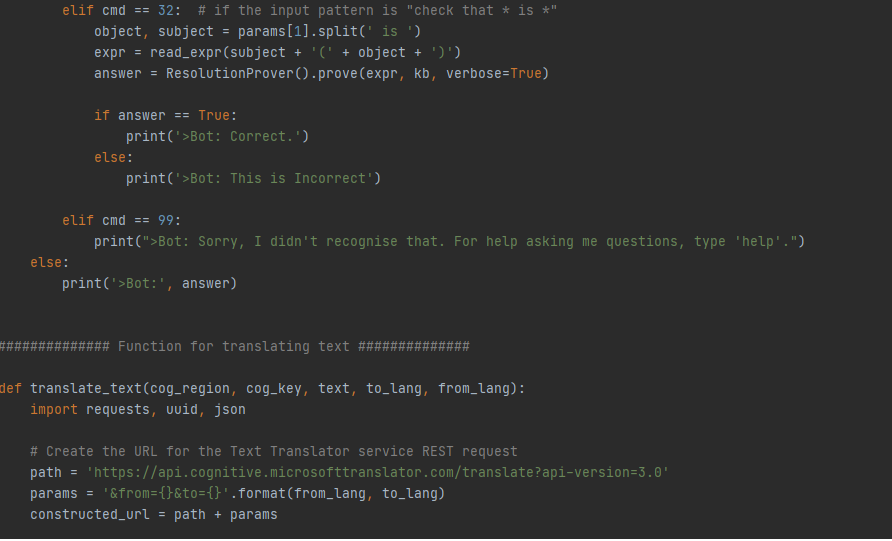 elif cmd == 32:  # if the input pattern is "check that * is *"
object, subject = params[1].split(' is ')
expr = read_expr(subject + '(' + object + ')')
answer = ResolutionProver().prove(expr, kb, verbose=True)
if answer == True:
print('>Bot: Correct.')
else:
print('>Bot: This is Incorrect')
elif cmd == 99:
print(">Bot: Sorry, I didn't recognise that. For help asking me questions, type 'help'.")
else:
print('>Bot:', answer)
############## Function for translating text ##############
def translate_text(cog_region, cog_key, text, to_lang, from_lang):
import requests, uuid, json
# Create the URL for the Text Translator service REST request
path = 'https://api.cognitive.microsofttranslator.com/translate?api-version=3.0'
params = '&from={}&to={}'.format(from_lang, to_lang)
constructed_url = path + params